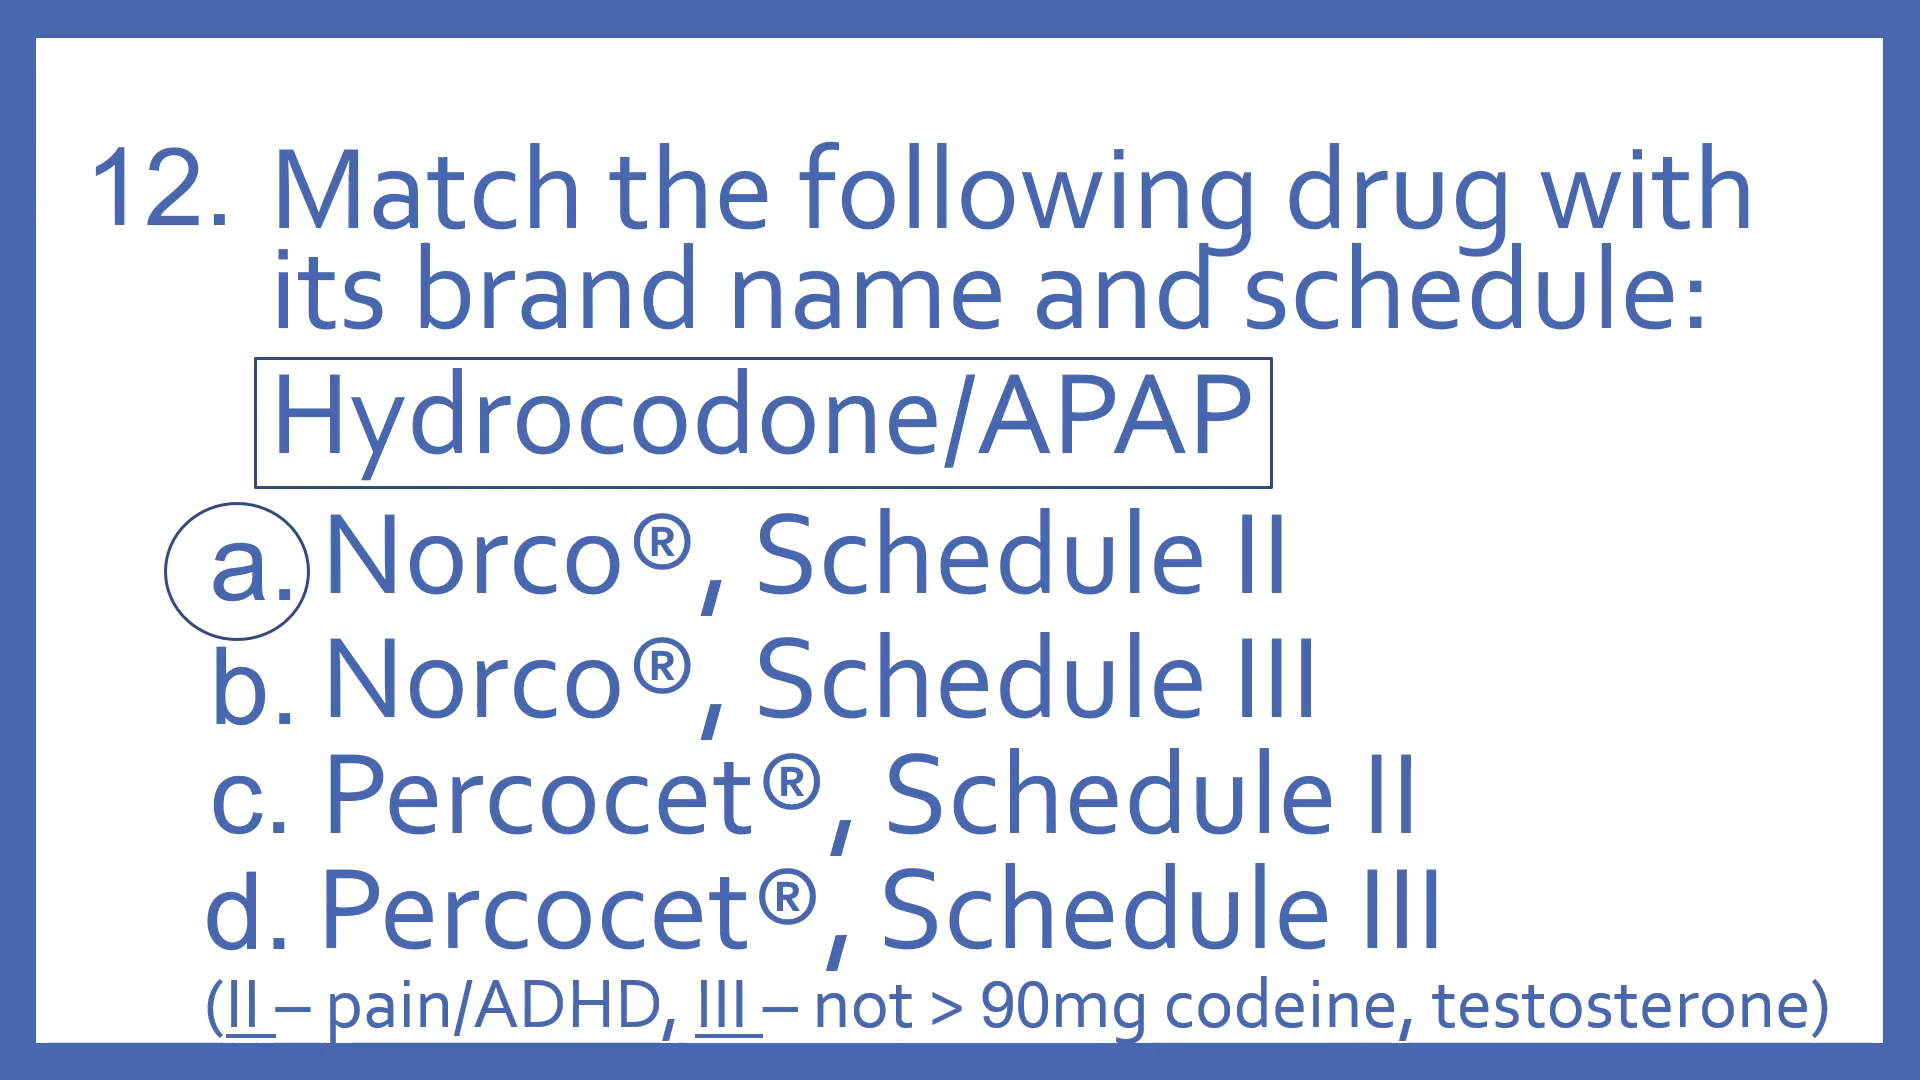 12. Match the following drug with
its brand name and schedule:
Hydrocodone/APAP
a. Norco®, Schedule II
b. Norco®, Schedule III
c. Percocet®, Schedule II
d. Percocet®, Schedule III
(II – pain/ADHD, III – not > 90mg codeine, testosterone)